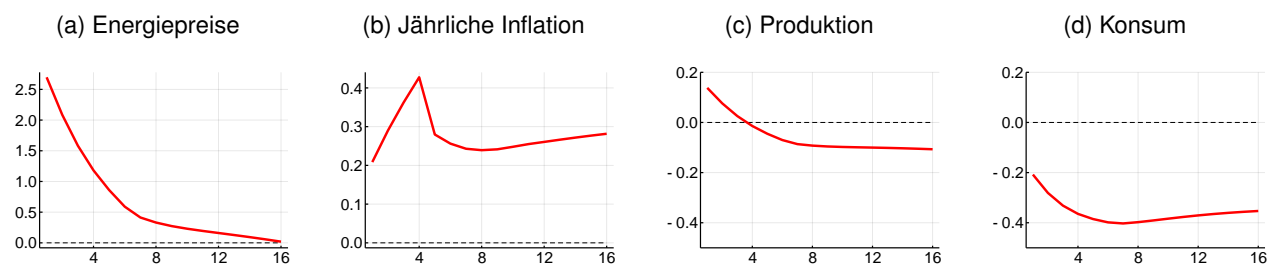 (a) Energiepreise
2.5
2.0
1.5
1.0
0.5
0.0
4 8 12 16
(b) Jährliche Inflation
0.4
0.3
0.2
0.1
0.0
4 8 12 16
(c) Produktion
0.2
0.0
- 0.2
- 0.4
4 8 12 16
(d) Konsum
0.2
0.0
- 0.2
- 0.4
4 8 12 16